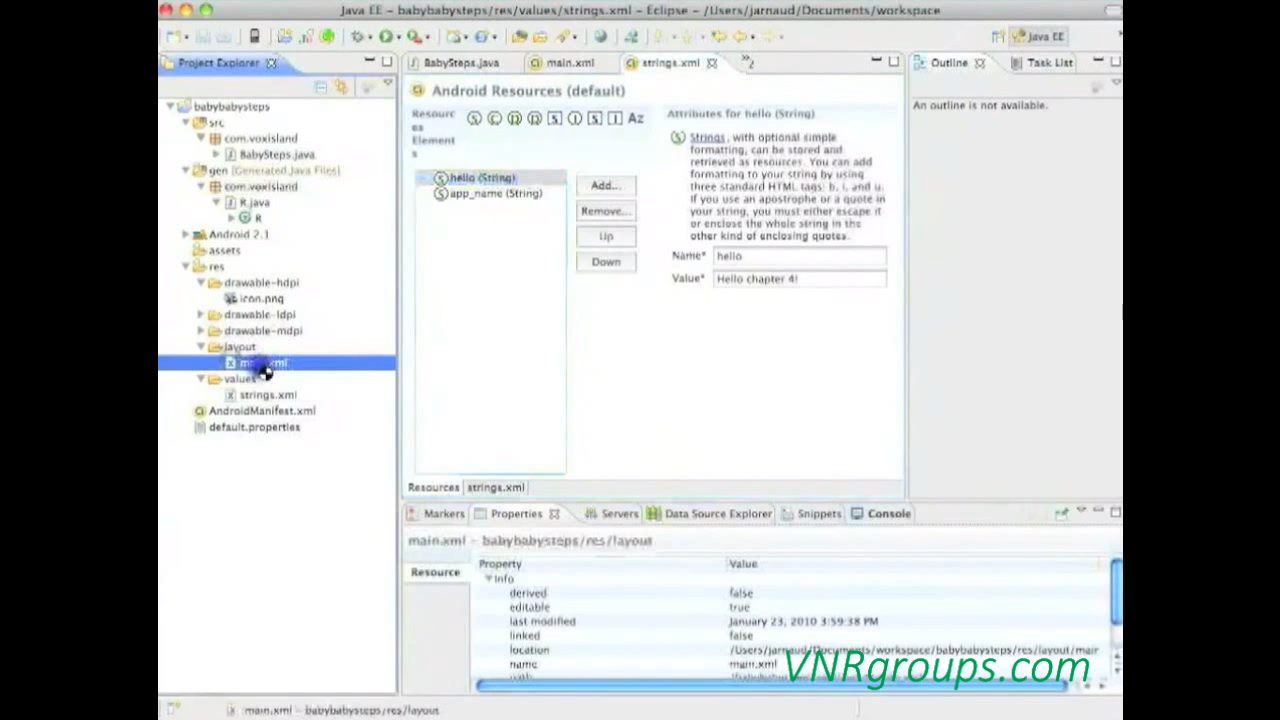 Java EE - babybabysteps/res/values/strings.xml - Eclipse - /Users/jarnaud/Documents/workspace
Java EE
Project Explorer
babybabysteps
src
com.voxisland
BabySteps.java
gen [Generated Java Files]
com.voxisland
R.java
R
Android 2.1
assets
res
drawable-hdpi
icon.png
drawable-ldpi
drawable-mdpi
layout
values
strings.xml
AndroidManifest.xml
default.properties
BabySteps.java
main.xml
strings.xml
2
Android Resources (default)
Resources Elements
Az
hello (String)
app_name (String)
Add...
Remove...
Up
Down
Attributes for hello (String)
Strings, with optional simple
formatting, can be stored and
retrieved as resources. You can add
formatting to your string by using
three standard HTML tags: b, i, and u.
If you use an apostrophe or a quote in
your string, you must either escape it
or enclose the whole string in the
other kind of enclosing quotes.
Name* hello
Value* Hello chapter 4!
Resources strings.xml
Outline
Task List
An outline is not available.
Markers
Properties
Servers
Data Source Explorer
Snippets
Console
main.xml - babybabysteps/res/layout
Resource
Property Value
Info
derived false
editable true
last modified January 23, 2010 3:59:38 PM
linked false
location /Users/jarnaud/Documents/workspace/babybabysteps/res/layout/main
name main.xml
VNRgroups.com
main.xml - babybabysteps/res/layout